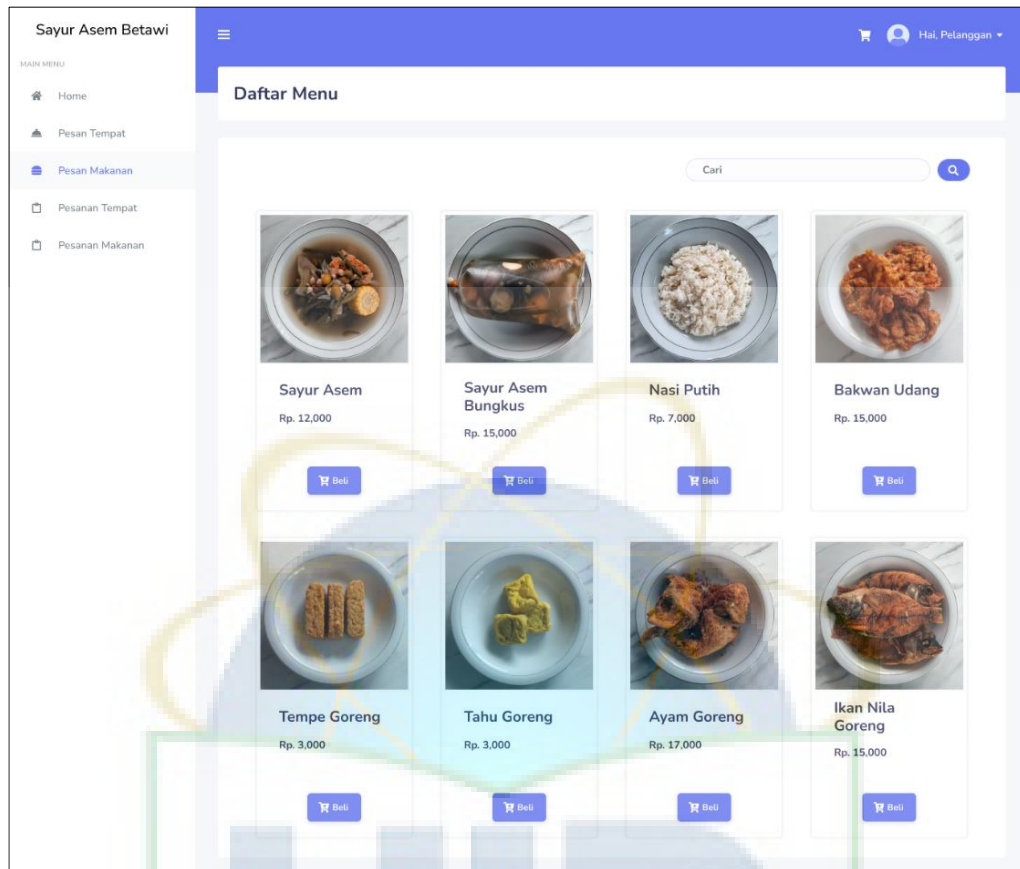 Sayur Asem Betawi
Hai, Pelanggan
MAIN MENU
Home
Pesan Tempat
Pesan Makanan
Pesanan Tempat
Pesanan Makanan
Daftar Menu
Cari
Sayur Asem
Rp. 12,000
Beli
Sayur Asem
Bungkus
Rp. 15,000
Beli
Nasi Putih
Rp. 7,000
Beli
Bakwan Udang
Rp. 15,000
Beli
Tempe Goreng
Rp. 3,000
Beli
Tahu Goreng
Rp. 3,000
Beli
Ayam Goreng
Rp. 17,000
Beli
Ikan Nila
Goreng
Rp. 15,000
Beli